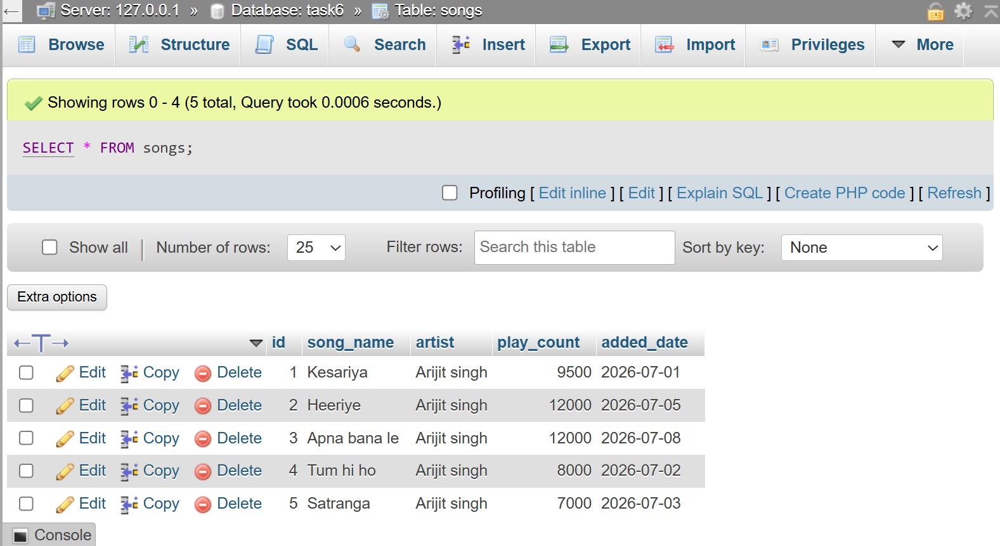 ← Server: 127.0.0.1 » Database: task6 » Table: songs
Browse Structure SQL Search Insert Export Import Privileges More
Showing rows 0 - 4 (5 total, Query took 0.0006 seconds.)
SELECT * FROM songs;
Profiling [ Edit inline ] [ Edit ] [ Explain SQL ] [ Create PHP code ] [ Refresh ]
Show all | Number of rows: 25 Filter rows: Search this table Sort by key: None
Extra options
←T→ id song_name artist play_count added_date
Edit Copy Delete 1 Kesariya Arijit singh 9500 2026-07-01
Edit Copy Delete 2 Heeriye Arijit singh 12000 2026-07-05
Edit Copy Delete 3 Apna bana le Arijit singh 12000 2026-07-08
Edit Copy Delete 4 Tum hi ho Arijit singh 8000 2026-07-02
Edit Copy Delete 5 Satranga Arijit singh 7000 2026-07-03
Console